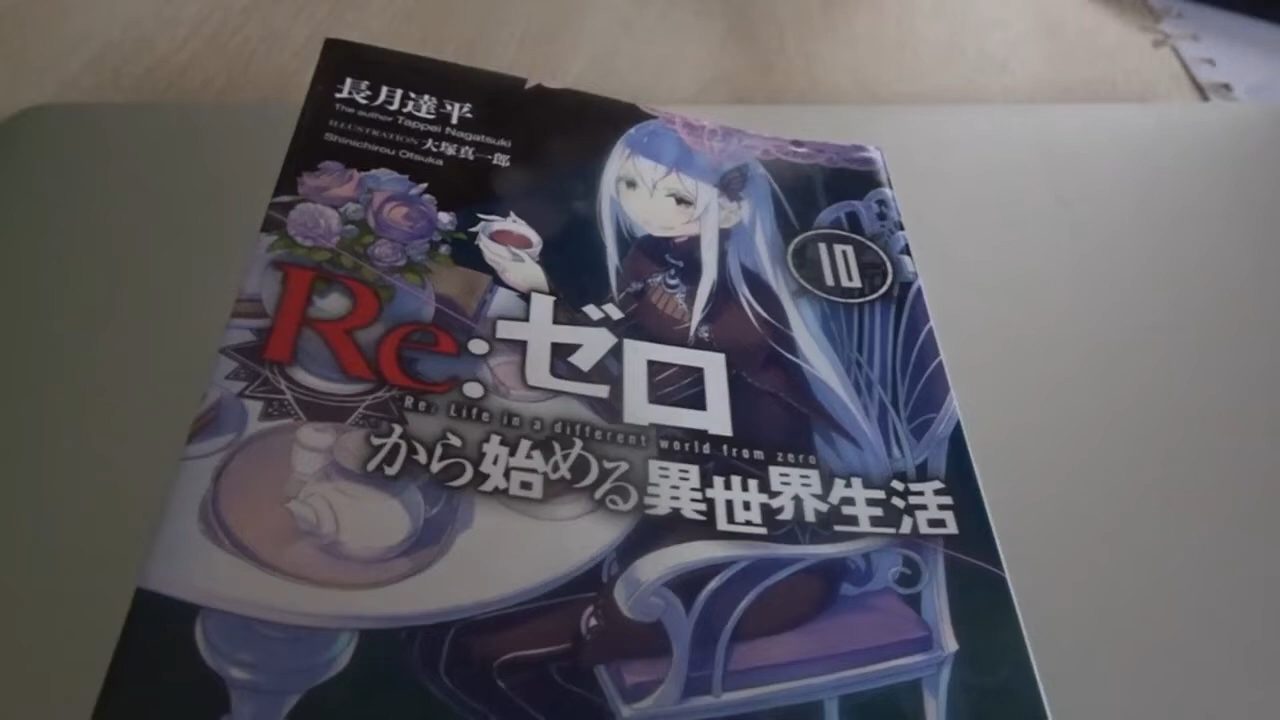 長月達平
The author Tappei Nagatsuki
ILLUSTRATION 大塚真一郎
Shinichirou Otsuka
10
Re:ゼロ
Re: Life in a different world from zero
から始める異世界生活